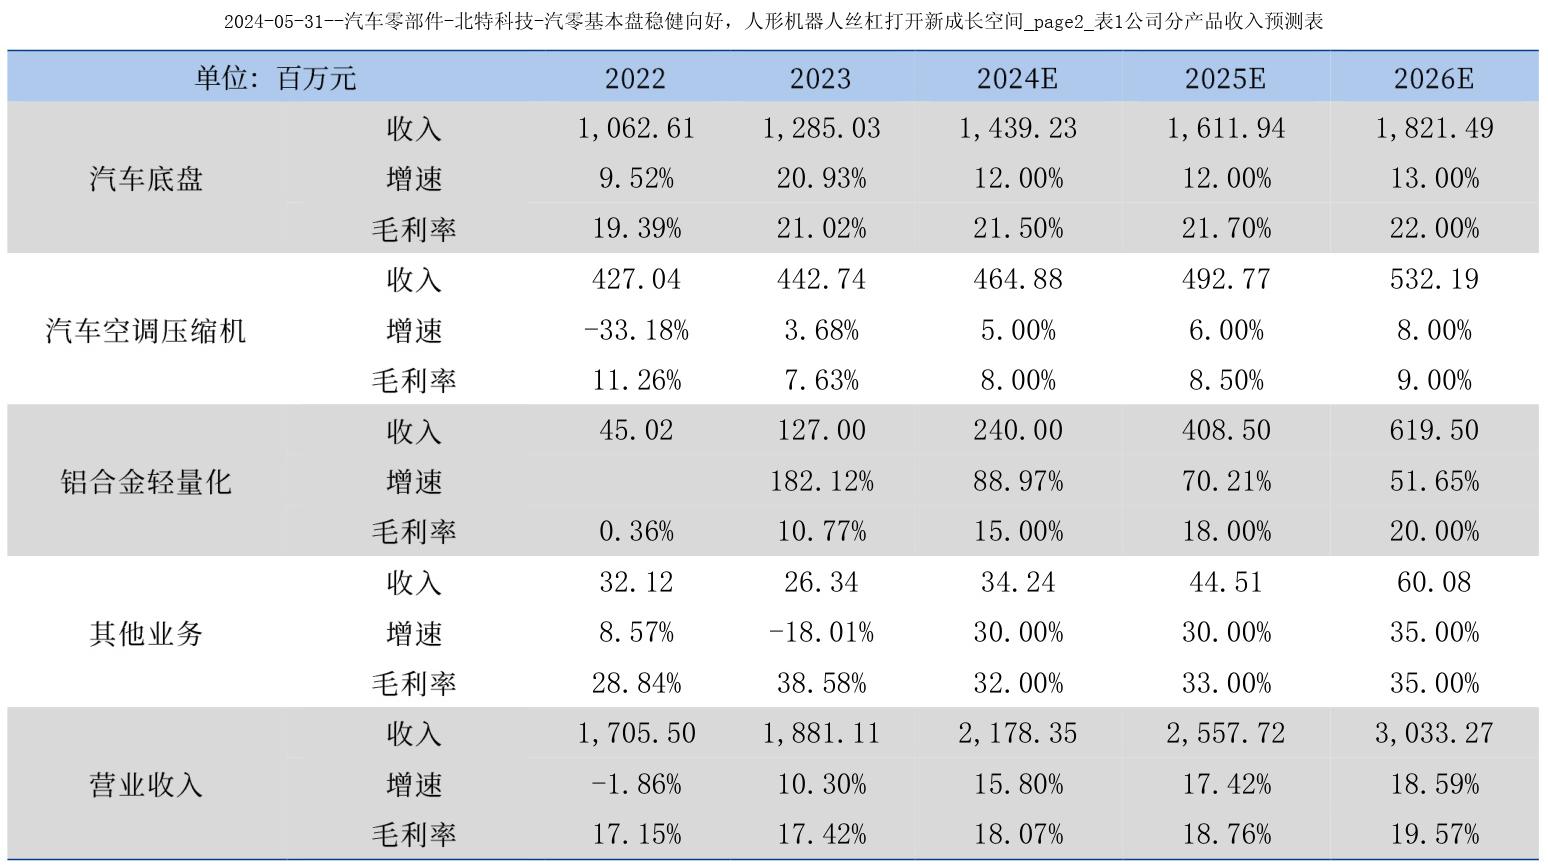 2024-05-31--汽车零部件-北特科技-汽零基本盘稳健向好，人形机器人丝杠打开新成长空间_page2_表1公司分产品收入预测表
单位：百万元 2022 2023 2024E 2025E 2026E
收入 1,062.61 1,285.03 1,439.23 1,611.94 1,821.49
汽车底盘 增速 9.52% 20.93% 12.00% 12.00% 13.00%
毛利率 19.39% 21.02% 21.50% 21.70% 22.00%
收入 427.04 442.74 464.88 492.77 532.19
汽车空调压缩机 增速 -33.18% 3.68% 5.00% 6.00% 8.00%
毛利率 11.26% 7.63% 8.00% 8.50% 9.00%
收入 45.02 127.00 240.00 408.50 619.50
铝合金轻量化 增速 182.12% 88.97% 70.21% 51.65%
毛利率 0.36% 10.77% 15.00% 18.00% 20.00%
收入 32.12 26.34 34.24 44.51 60.08
其他业务 增速 8.57% -18.01% 30.00% 30.00% 35.00%
毛利率 28.84% 38.58% 32.00% 33.00% 35.00%
收入 1,705.50 1,881.11 2,178.35 2,557.72 3,033.27
营业收入 增速 -1.86% 10.30% 15.80% 17.42% 18.59%
毛利率 17.15% 17.42% 18.07% 18.76% 19.57%